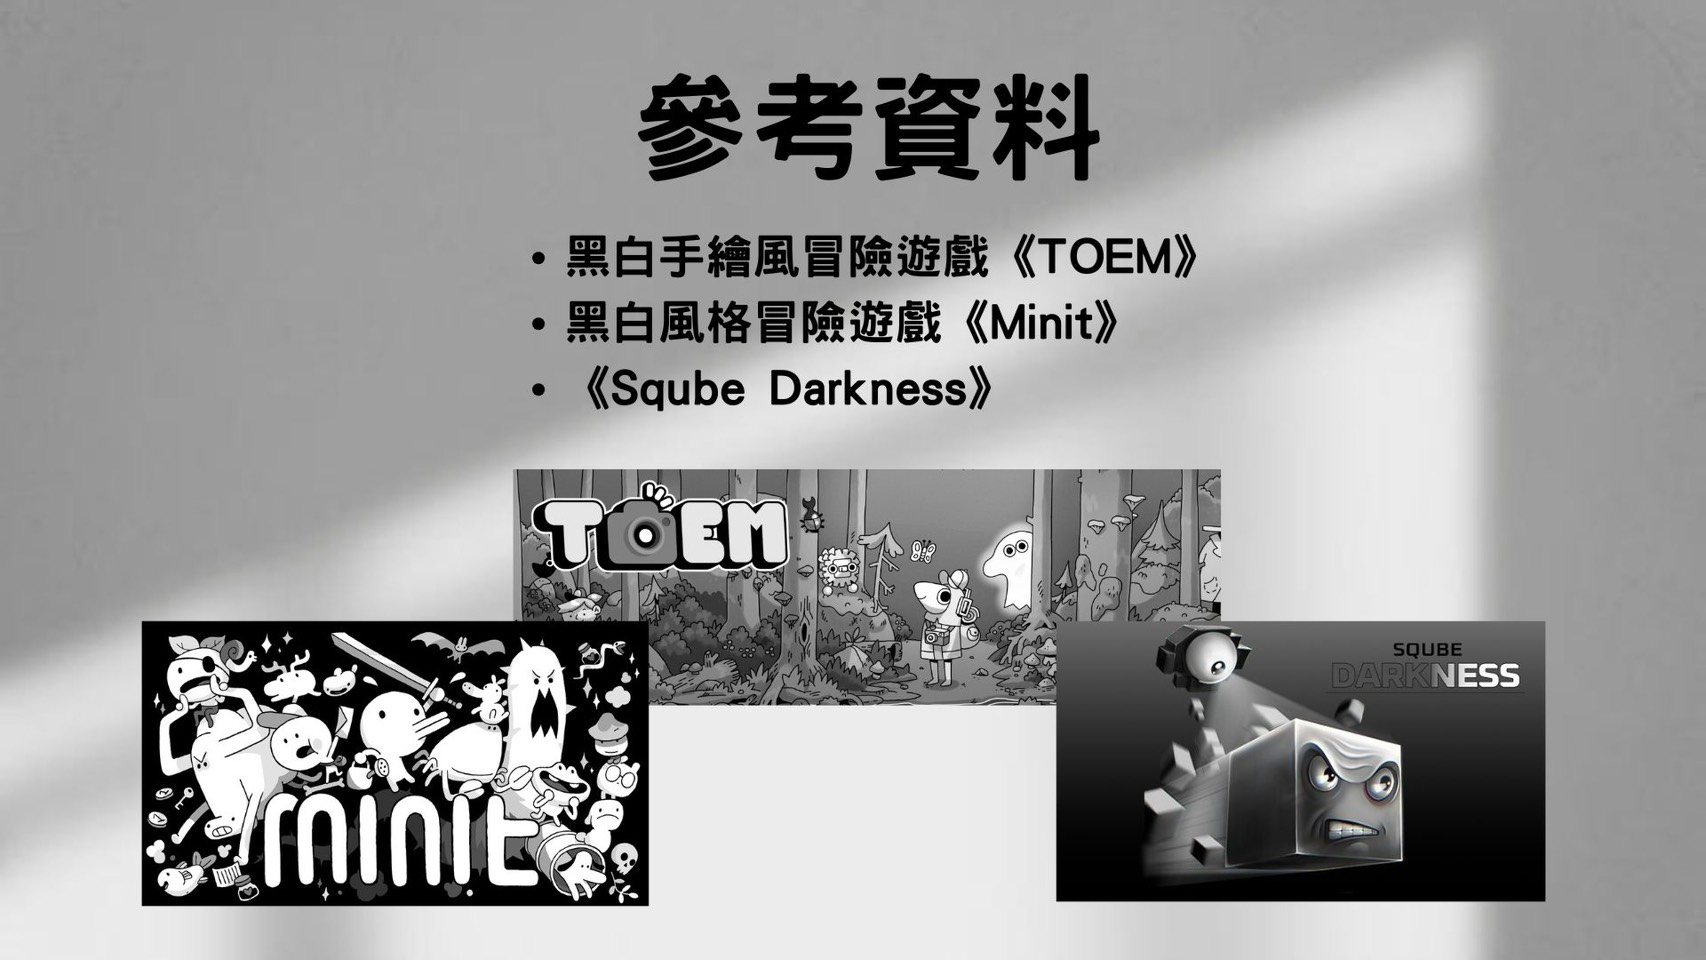 參考資料
• 黑白手繪風冒險遊戲《TOEM》
• 黑白風格冒險遊戲《Minit》
• 《Sqube Darkness》
TOEM
minit
SQUBE
DARKNESS